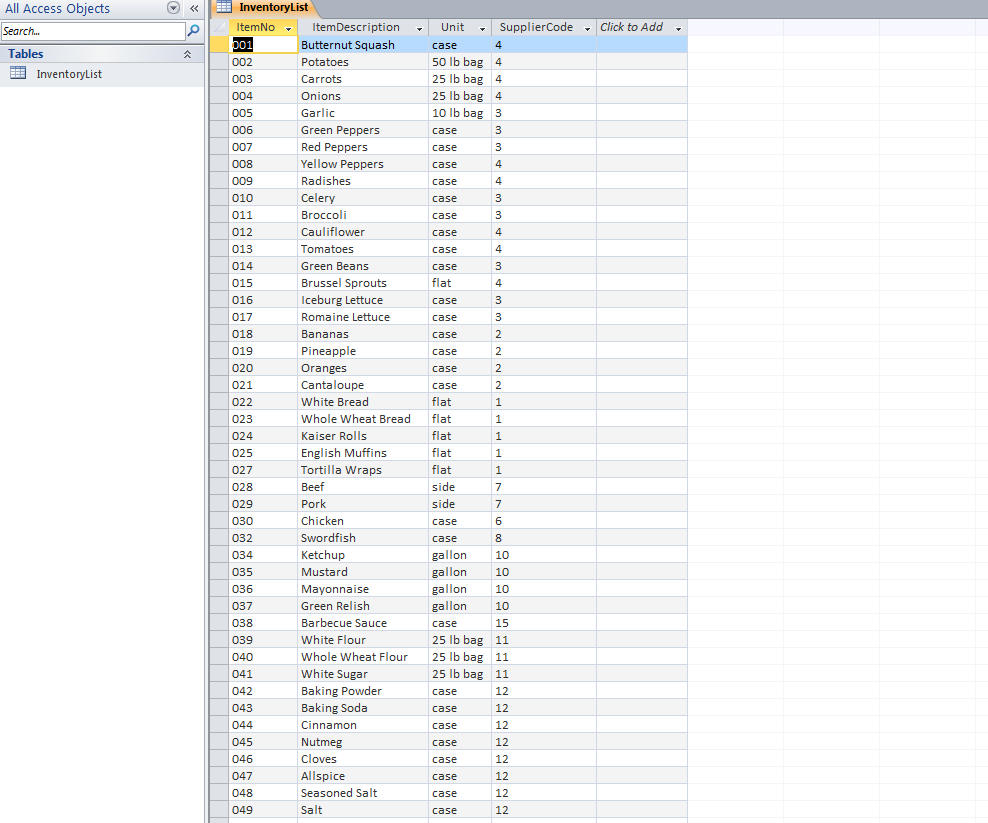 All Access Objects «
Search...
Tables
InventoryList
InventoryList
ItemNo ItemDescription Unit SupplierCode Click to Add
001 Butternut Squash case 4
002 Potatoes 50 lb bag 4
003 Carrots 25 lb bag 4
004 Onions 25 lb bag 4
005 Garlic 10 lb bag 3
006 Green Peppers case 3
007 Red Peppers case 3
008 Yellow Peppers case 4
009 Radishes case 4
010 Celery case 3
011 Broccoli case 3
012 Cauliflower case 4
013 Tomatoes case 4
014 Green Beans case 3
015 Brussel Sprouts flat 4
016 Iceburg Lettuce case 3
017 Romaine Lettuce case 3
018 Bananas case 2
019 Pineapple case 2
020 Oranges case 2
021 Cantaloupe case 2
022 White Bread flat 1
023 Whole Wheat Bread flat 1
024 Kaiser Rolls flat 1
025 English Muffins flat 1
027 Tortilla Wraps flat 1
028 Beef side 7
029 Pork side 7
030 Chicken case 6
032 Swordfish case 8
034 Ketchup gallon 10
035 Mustard gallon 10
036 Mayonnaise gallon 10
037 Green Relish gallon 10
038 Barbecue Sauce case 15
039 White Flour 25 lb bag 11
040 Whole Wheat Flour 25 lb bag 11
041 White Sugar 25 lb bag 11
042 Baking Powder case 12
043 Baking Soda case 12
044 Cinnamon case 12
045 Nutmeg case 12
046 Cloves case 12
047 Allspice case 12
048 Seasoned Salt case 12
049 Salt case 12